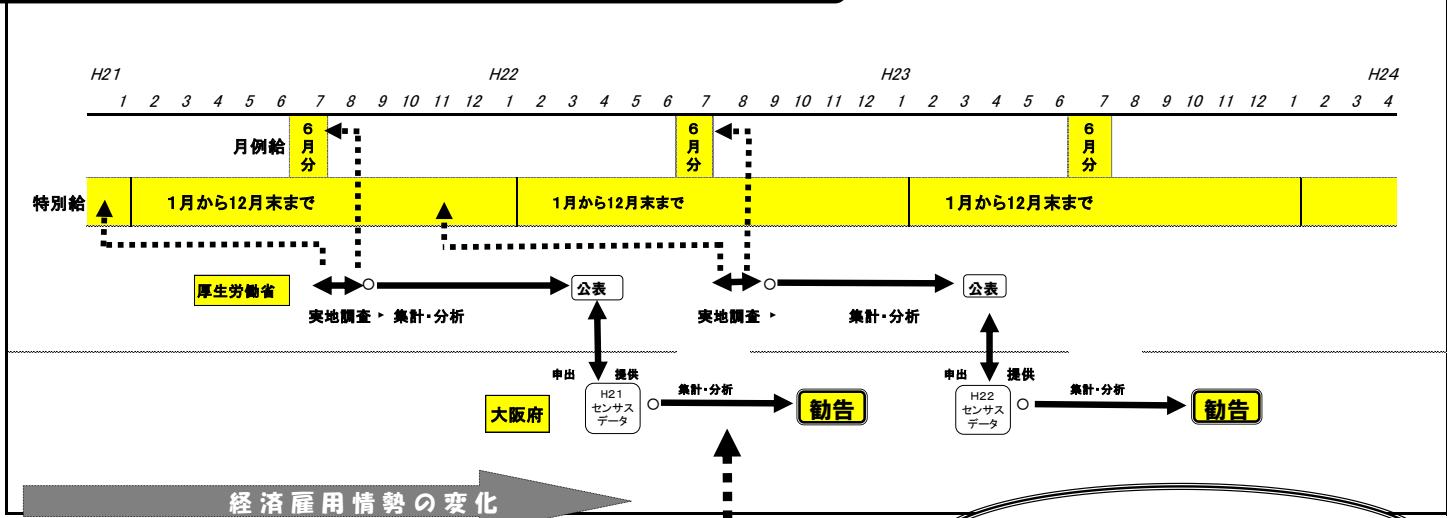 H21 H22 H23 H24
1 2 3 4 5 6 7 8 9 10 11 12 1 2 3 4 5 6 7 8 9 10 11 12 1 2 3 4 5 6 7 8 9 10 11 12 1 2 3 4
月例給 6月分 6月分 6月分
特別給 1月から12月末まで 1月から12月末まで 1月から12月末まで
厚生労働省 公表 公表
実地調査 集計・分析 実地調査 集計・分析
申出 提供 申出 提供
大阪府 H21センサスデータ 集計・分析 勧告 H22センサスデータ 集計・分析 勧告
経済雇用情勢の変化